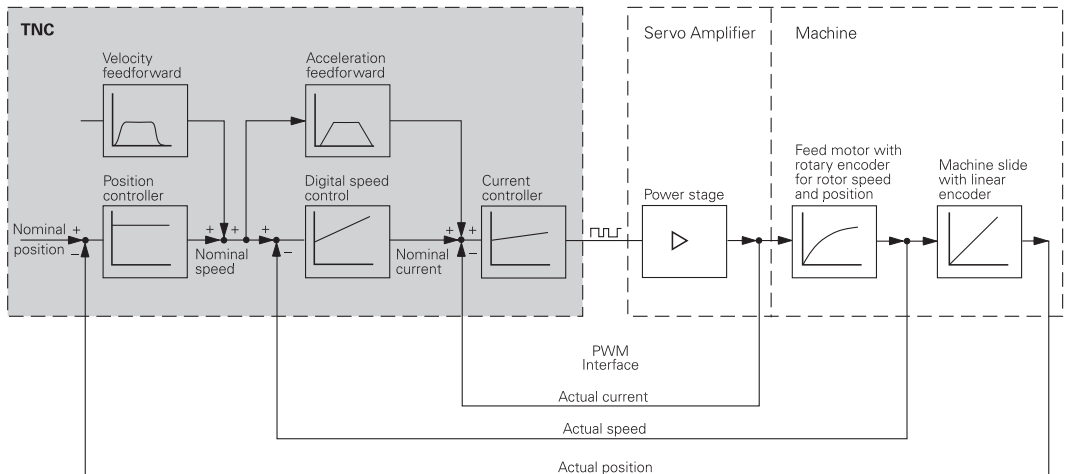 TNC
Velocity
feedforward
Acceleration
feedforward
Servo Amplifier
Machine
Position
controller
Digital speed
control
Current
controller
Power stage
Feed motor with
rotary encoder
for rotor speed
and position
Machine slide
with linear
encoder
Nominal
position
+
−
+
+
Nominal
speed
+
−
Nominal
current
+
+
−
PWM
Interface
Actual current
Actual speed
Actual position